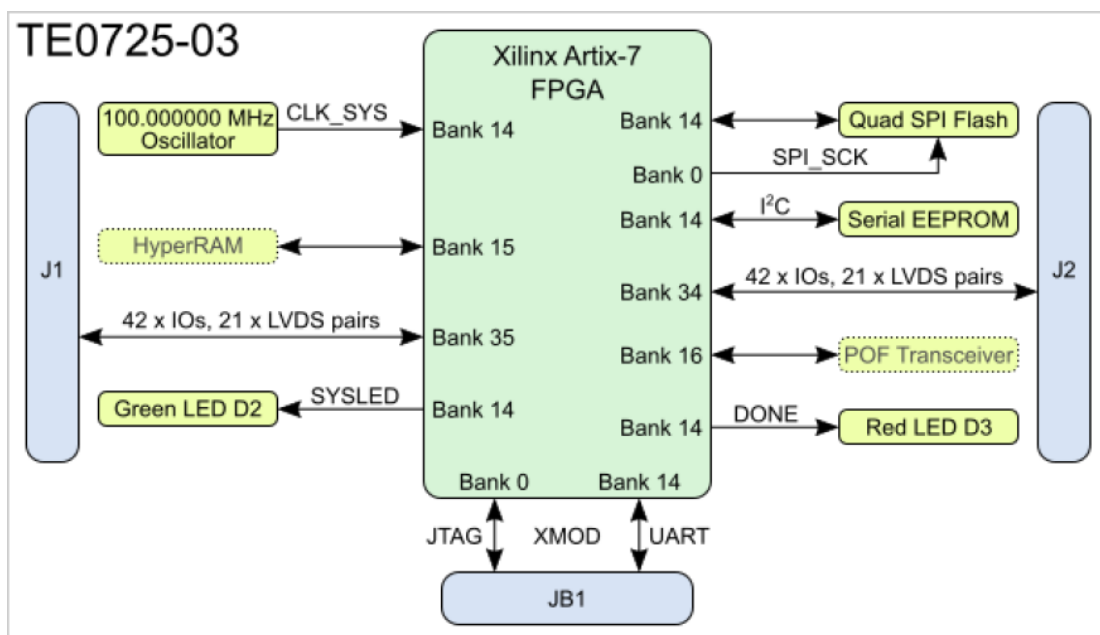 TE0725-03
Xilinx Artix-7
FPGA
J1
100.000000 MHz
Oscillator
CLK_SYS
Bank 14
HyperRAM
Bank 15
42 x IOs, 21 x LVDS pairs
Bank 35
Green LED D2
SYSLED
Bank 14
Bank 14
Quad SPI Flash
SPI_SCK
Bank 0
Bank 14
I²C
Serial EEPROM
Bank 34
42 x IOs, 21 x LVDS pairs
J2
Bank 16
POF Transceiver
Bank 14
DONE
Red LED D3
Bank 0
Bank 14
JTAG
XMOD
UART
JB1